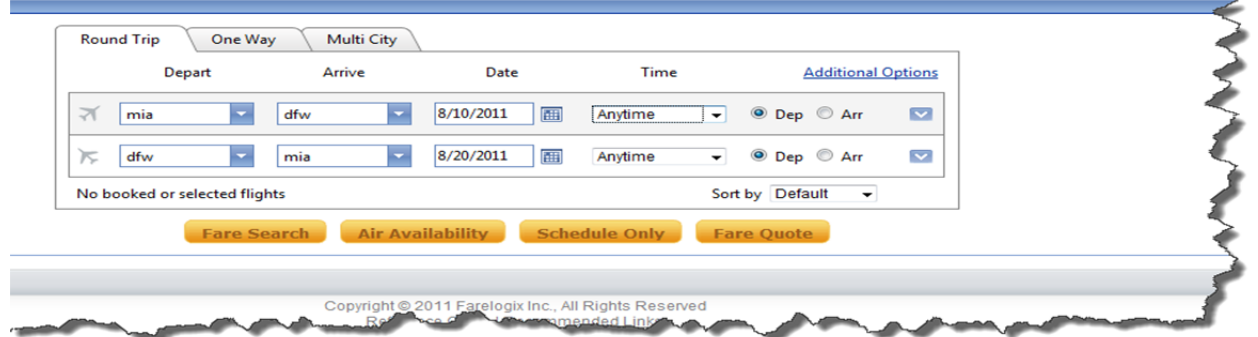 Round Trip One Way Multi City
Depart Arrive Date Time Additional Options
mia dfw 8/10/2011 Anytime Dep Arr
dfw mia 8/20/2011 Anytime Dep Arr
No booked or selected flights Sort by Default
Fare Search Air Availability Schedule Only Fare Quote
Copyright © 2011 Farelogix Inc., All Rights Reserved